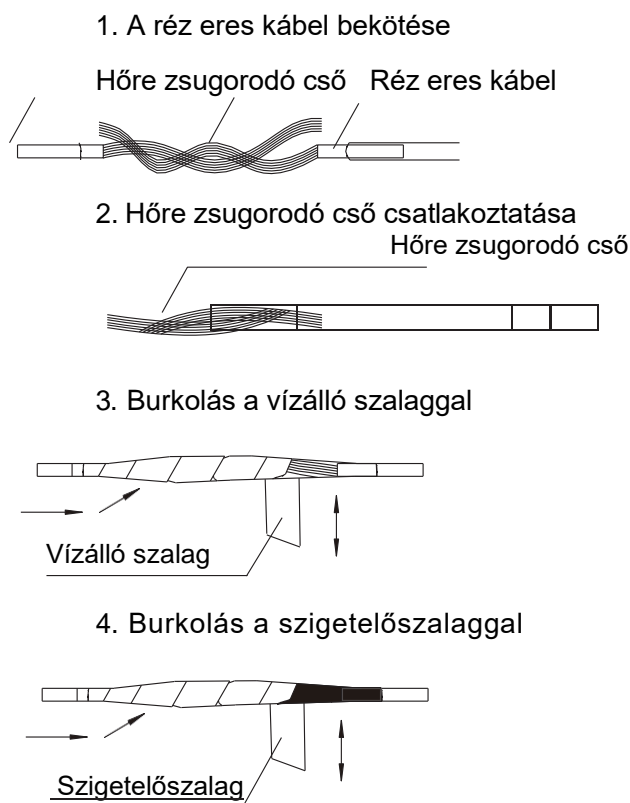 1. A réz eres kábel bekötése
Hőre zsugorodó cső Réz eres kábel
2. Hőre zsugorodó cső csatlakoztatása
Hőre zsugorodó cső
3. Burkolás a vízálló szalaggal
Vízálló szalag
4. Burkolás a szigetelőszalaggal
Szigetelőszalag